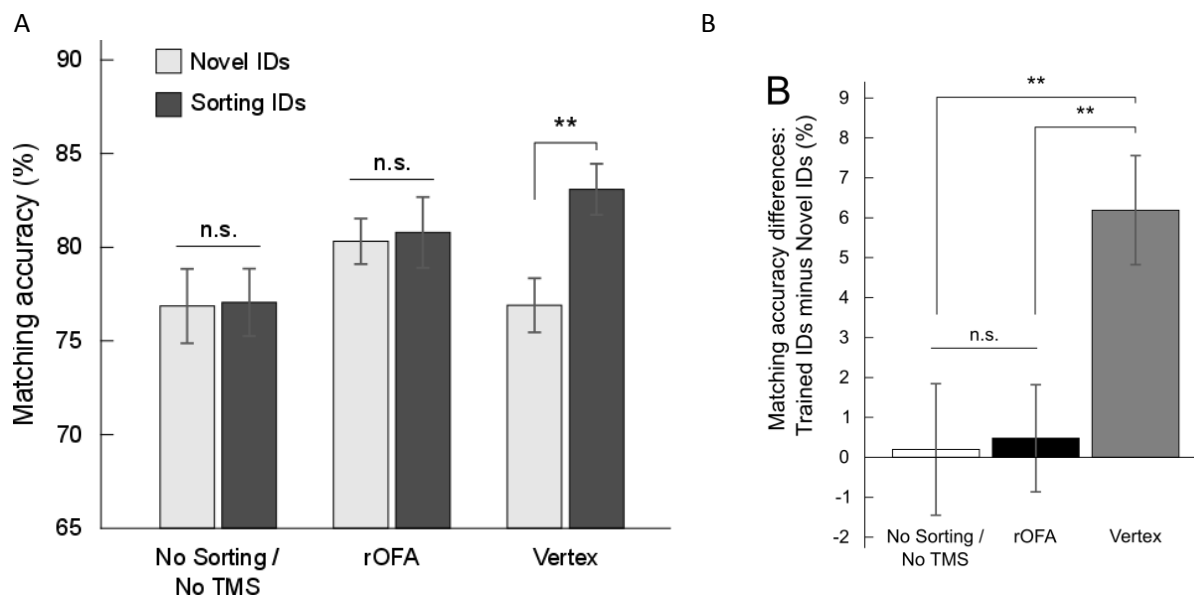 A
Matching accuracy (%)
90
85
80
75
70
65
Novel IDs
Sorting IDs
n.s.
n.s.
**
No Sorting /
No TMS
rOFA
Vertex
B
B
Matching accuracy differences:
Trained IDs minus Novel IDs (%)
9
8
7
6
5
4
3
2
1
0
-1
-2
**
**
n.s.
No Sorting /
No TMS
rOFA
Vertex